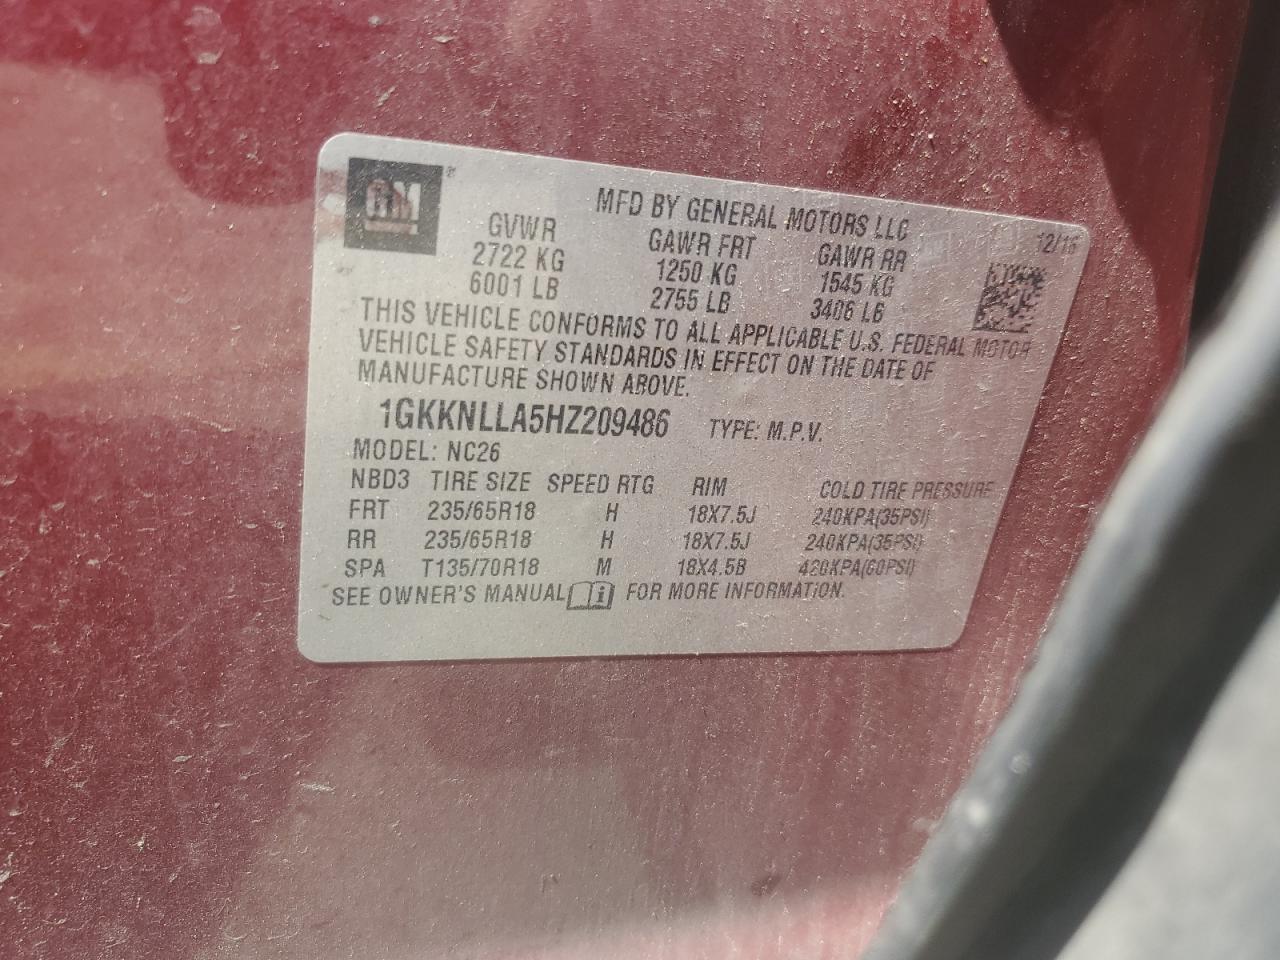 GM ®
MFD BY GENERAL MOTORS LLC
12/16
GVWR GAWR FRT GAWR RR
2722 KG 1250 KG 1545 KG
6001 LB 2755 LB 3406 LB
THIS VEHICLE CONFORMS TO ALL APPLICABLE U.S. FEDERAL MOTOR
VEHICLE SAFETY STANDARDS IN EFFECT ON THE DATE OF
MANUFACTURE SHOWN ABOVE.
1GKKNLLA5HZ209486 TYPE: M.P.V.
MODEL: NC26
NBD3 TIRE SIZE SPEED RTG RIM COLD TIRE PRESSURE
FRT 235/65R18 H 18X7.5J 240KPA(35PSI)
RR 235/65R18 H 18X7.5J 240KPA(35PSI)
SPA T135/70R18 M 18X4.5B 420KPA(60PSI)
SEE OWNER'S MANUAL i FOR MORE INFORMATION.